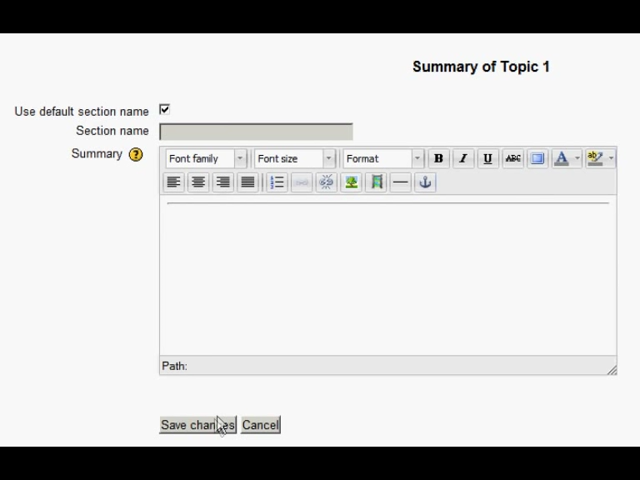 Summary of Topic 1
Use default section name
Section name
Summary ?
Font family Font size Format B I U ABC A ab
Path:
Save changes Cancel